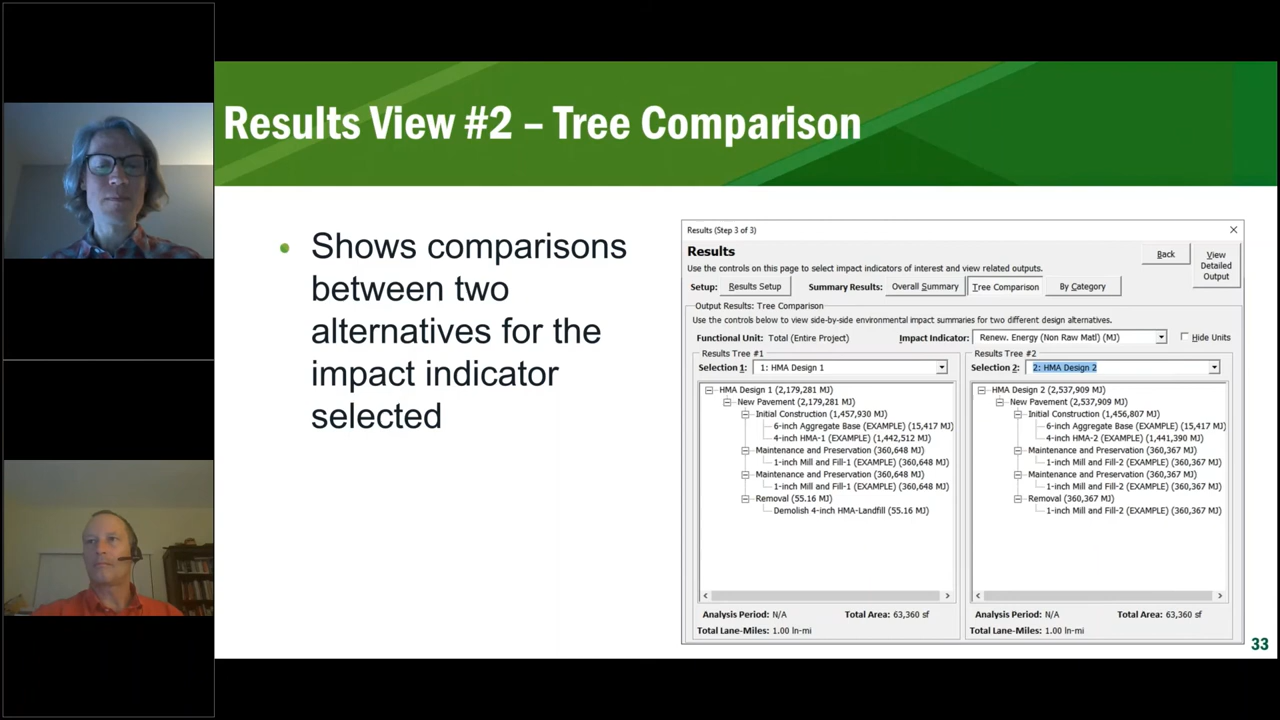 Results View #2 – Tree Comparison
Shows comparisons
between two
alternatives for the
impact indicator
selected
Results (Step 3 of 3)
Results
Use the controls on this page to select impact indicators of interest and view related outputs.
Back
View
Detailed
Output
Setup: Results Setup Summary Results: Overall Summary Tree Comparison By Category
Output Results: Tree Comparison
Use the controls below to view side-by-side environmental impact summaries for two different design alternatives.
Functional Unit: Total (Entire Project) Impact Indicator: Renew. Energy (Non Raw Matl) (MJ) Hide Units
Results Tree #1
Selection 1: 1: HMA Design 1
HMA Design 1 (2,179,281 MJ)
New Pavement (2,179,281 MJ)
Initial Construction (1,457,930 MJ)
6-inch Aggregate Base (EXAMPLE) (15,417 MJ)
4-inch HMA-1 (EXAMPLE) (1,442,512 MJ)
Maintenance and Preservation (360,648 MJ)
1-inch Mill and Fill-1 (EXAMPLE) (360,648 MJ)
Maintenance and Preservation (360,648 MJ)
1-inch Mill and Fill-1 (EXAMPLE) (360,648 MJ)
Removal (55.16 MJ)
Demolish 4-inch HMA-Landfill (55.16 MJ)
Analysis Period: N/A Total Area: 63,360 sf
Total Lane-Miles: 1.00 ln-mi
Results Tree #2
Selection 2: 2: HMA Design 2
HMA Design 2 (2,537,909 MJ)
New Pavement (2,537,909 MJ)
Initial Construction (1,456,807 MJ)
6-inch Aggregate Base (EXAMPLE) (15,417 MJ)
4-inch HMA-2 (EXAMPLE) (1,441,390 MJ)
Maintenance and Preservation (360,367 MJ)
1-inch Mill and Fill-2 (EXAMPLE) (360,367 MJ)
Maintenance and Preservation (360,367 MJ)
1-inch Mill and Fill-2 (EXAMPLE) (360,367 MJ)
Removal (360,367 MJ)
1-inch Mill and Fill-2 (EXAMPLE) (360,367 MJ)
Analysis Period: N/A Total Area: 63,360 sf
Total Lane-Miles: 1.00 ln-mi
33